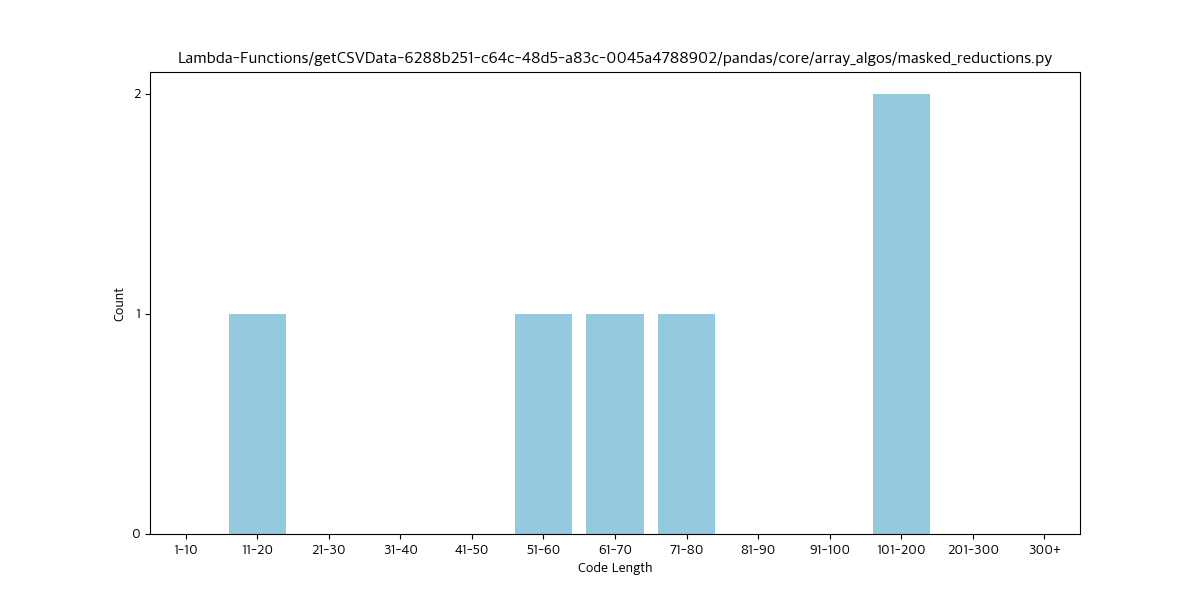 Lambda-Functions/getCSVData-6288b251-c64c-48d5-a83c-0045a4788902/pandas/core/array_algos/masked_reductions.py
2
1
0
Count
1-10 11-20 21-30 31-40 41-50 51-60 61-70 71-80 81-90 91-100 101-200 201-300 300+
Code Length